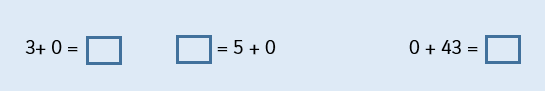 3+ 0 = □ □ = 5 + 0 0 + 43 = □